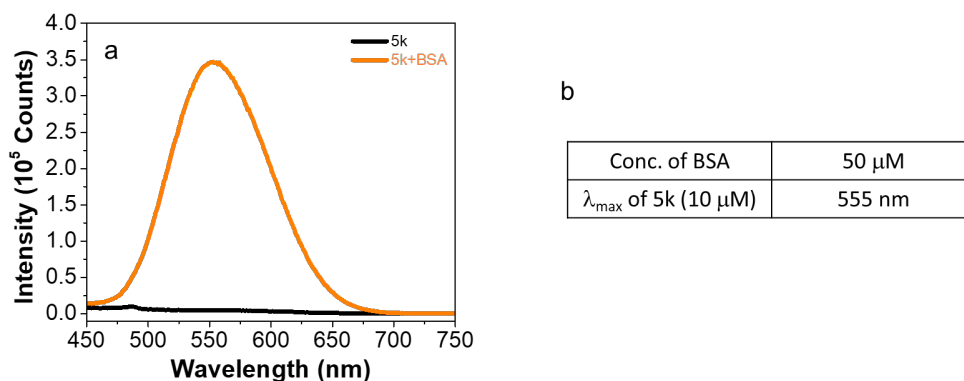 a
5k
5k+BSA
Intensity (10⁵ Counts)
4.0
3.5
3.0
2.5
2.0
1.5
1.0
0.5
0.0
450 500 550 600 650 700 750
Wavelength (nm)
b
Conc. of BSA 50 μM
λmax of 5k (10 μM) 555 nm